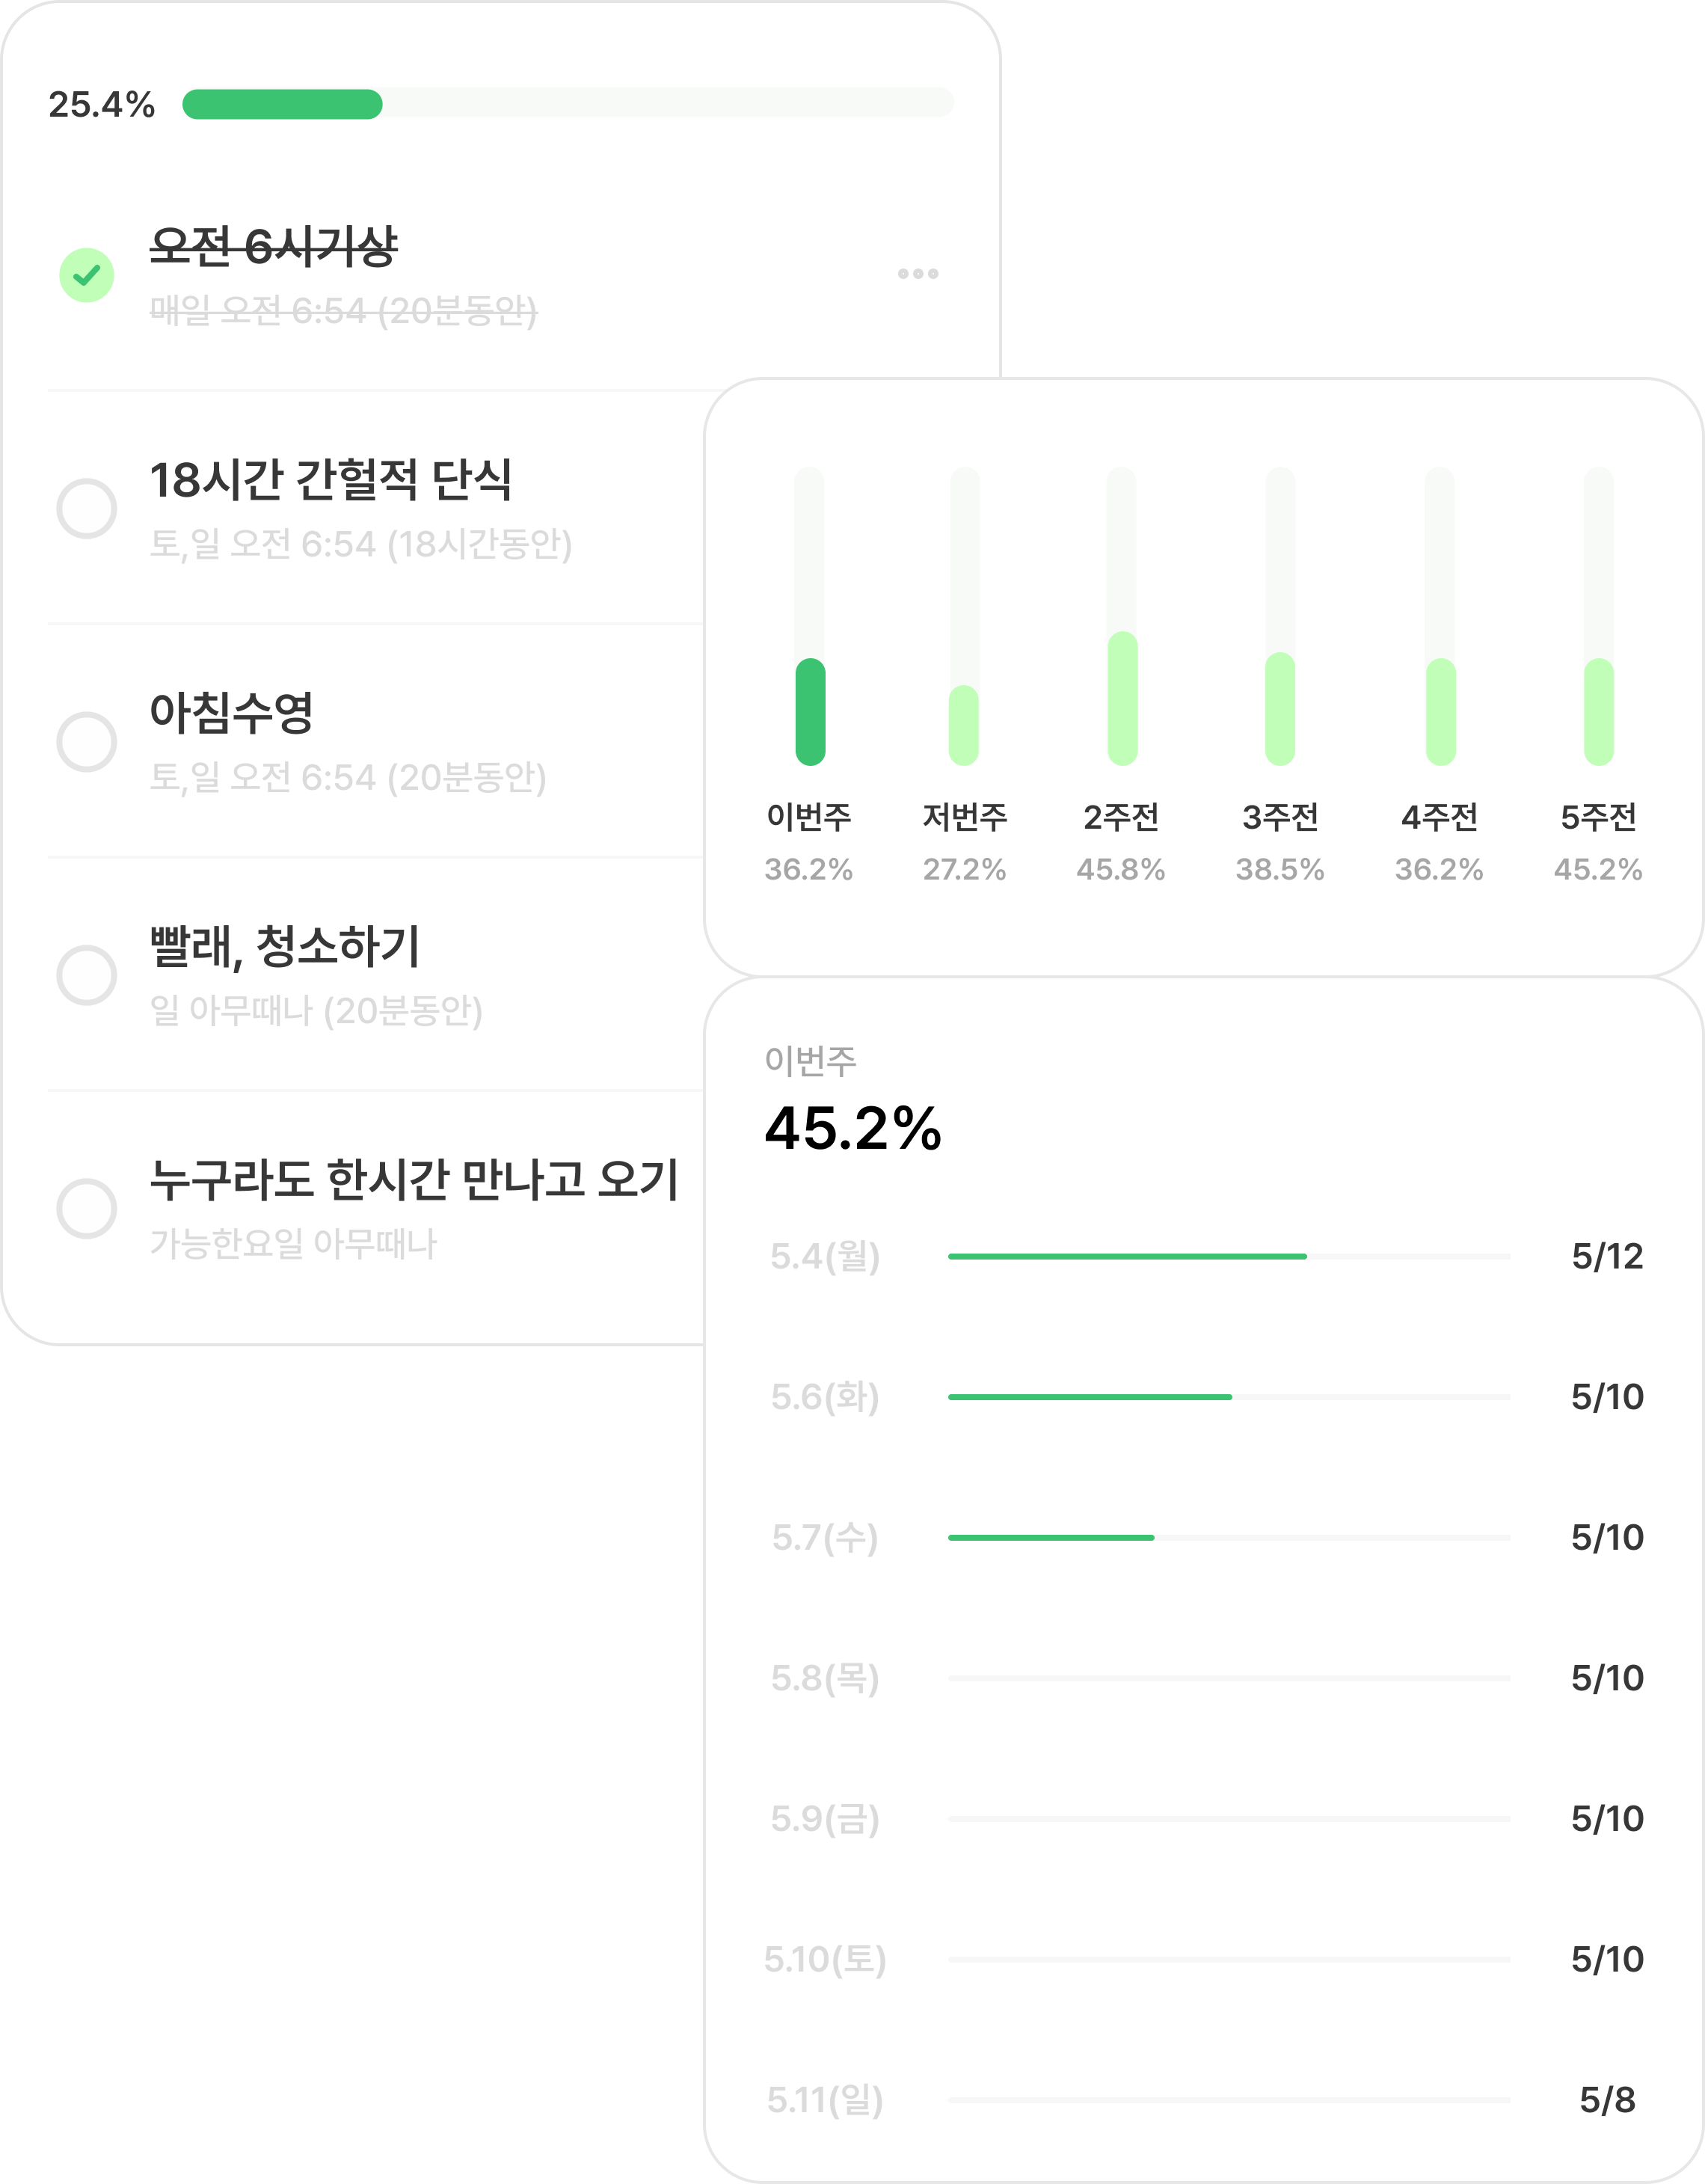 25.4%
오전 6시기상
매일 오전 6:54 (20분동안)
18시간 간헐적 단식
토,일 오전 6:54 (18시간동안)
아침수영
토,일 오전 6:54 (20분동안)
빨래, 청소하기
일 아무때나 (20분동안)
누구라도 한시간 만나고 오기
가능한요일 아무때나
이번주 저번주 2주전 3주전 4주전 5주전
36.2% 27.2% 45.8% 38.5% 36.2% 45.2%
이번주
45.2%
5.4(월) 5/12
5.6(화) 5/10
5.7(수) 5/10
5.8(목) 5/10
5.9(금) 5/10
5.10(토) 5/10
5.11(일) 5/8